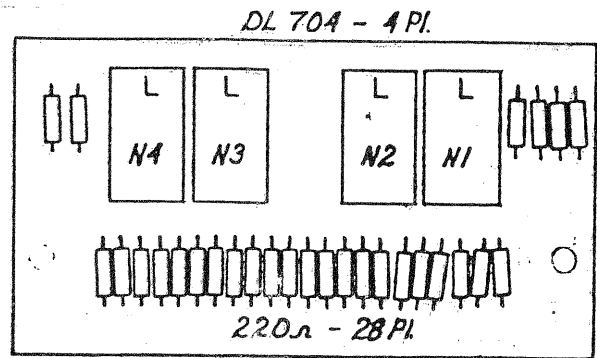 DL 704 - 4 Pl.
L L L L
N4 N3 N2 N1
220Ω - 28 Pl.